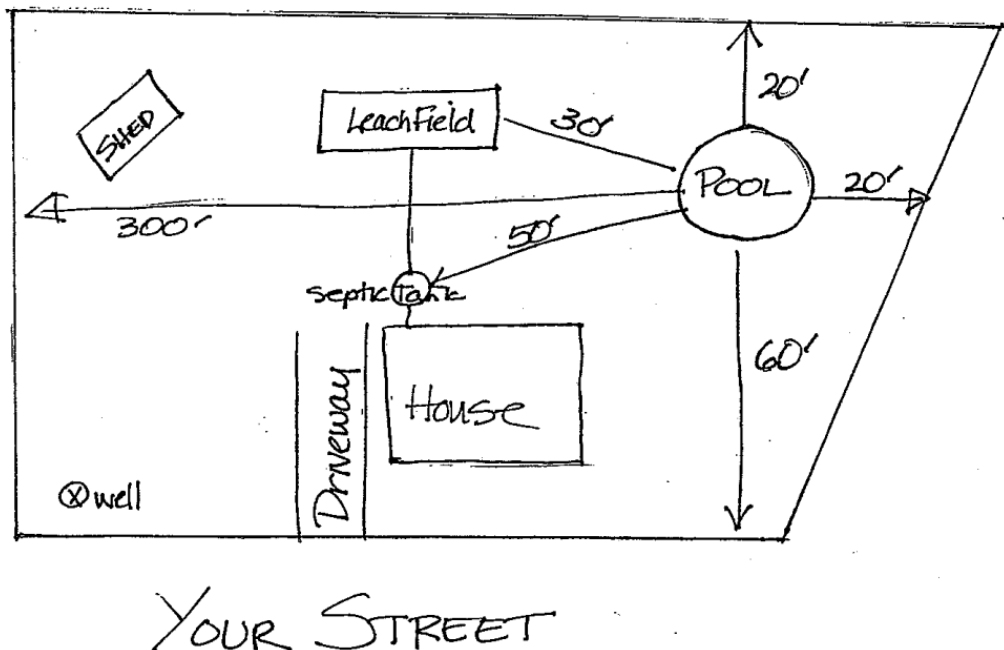 20'
SHED
Leachfield
30'
POOL
20'
300'
50'
septic Tank
60'
House
Driveway
well
YOUR STREET